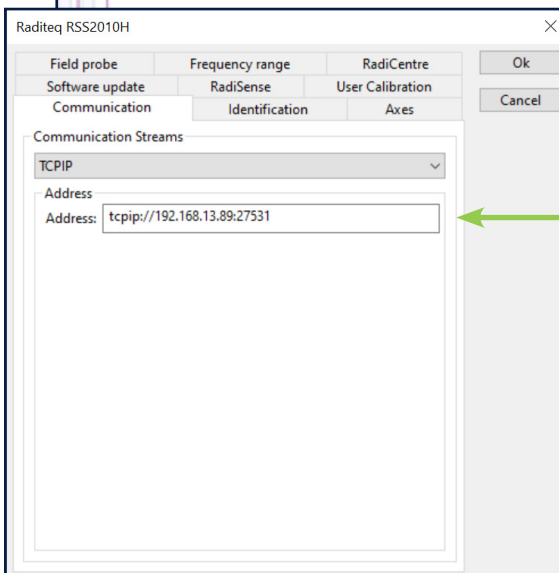 Raditeq RSS2010H
Field probe Frequency range RadiCentre
Software update RadiSense User Calibration
Communication Identification Axes
Ok
Cancel
Communication Streams
TCPIP
Address
Address: tcpip://192.168.13.89:27531